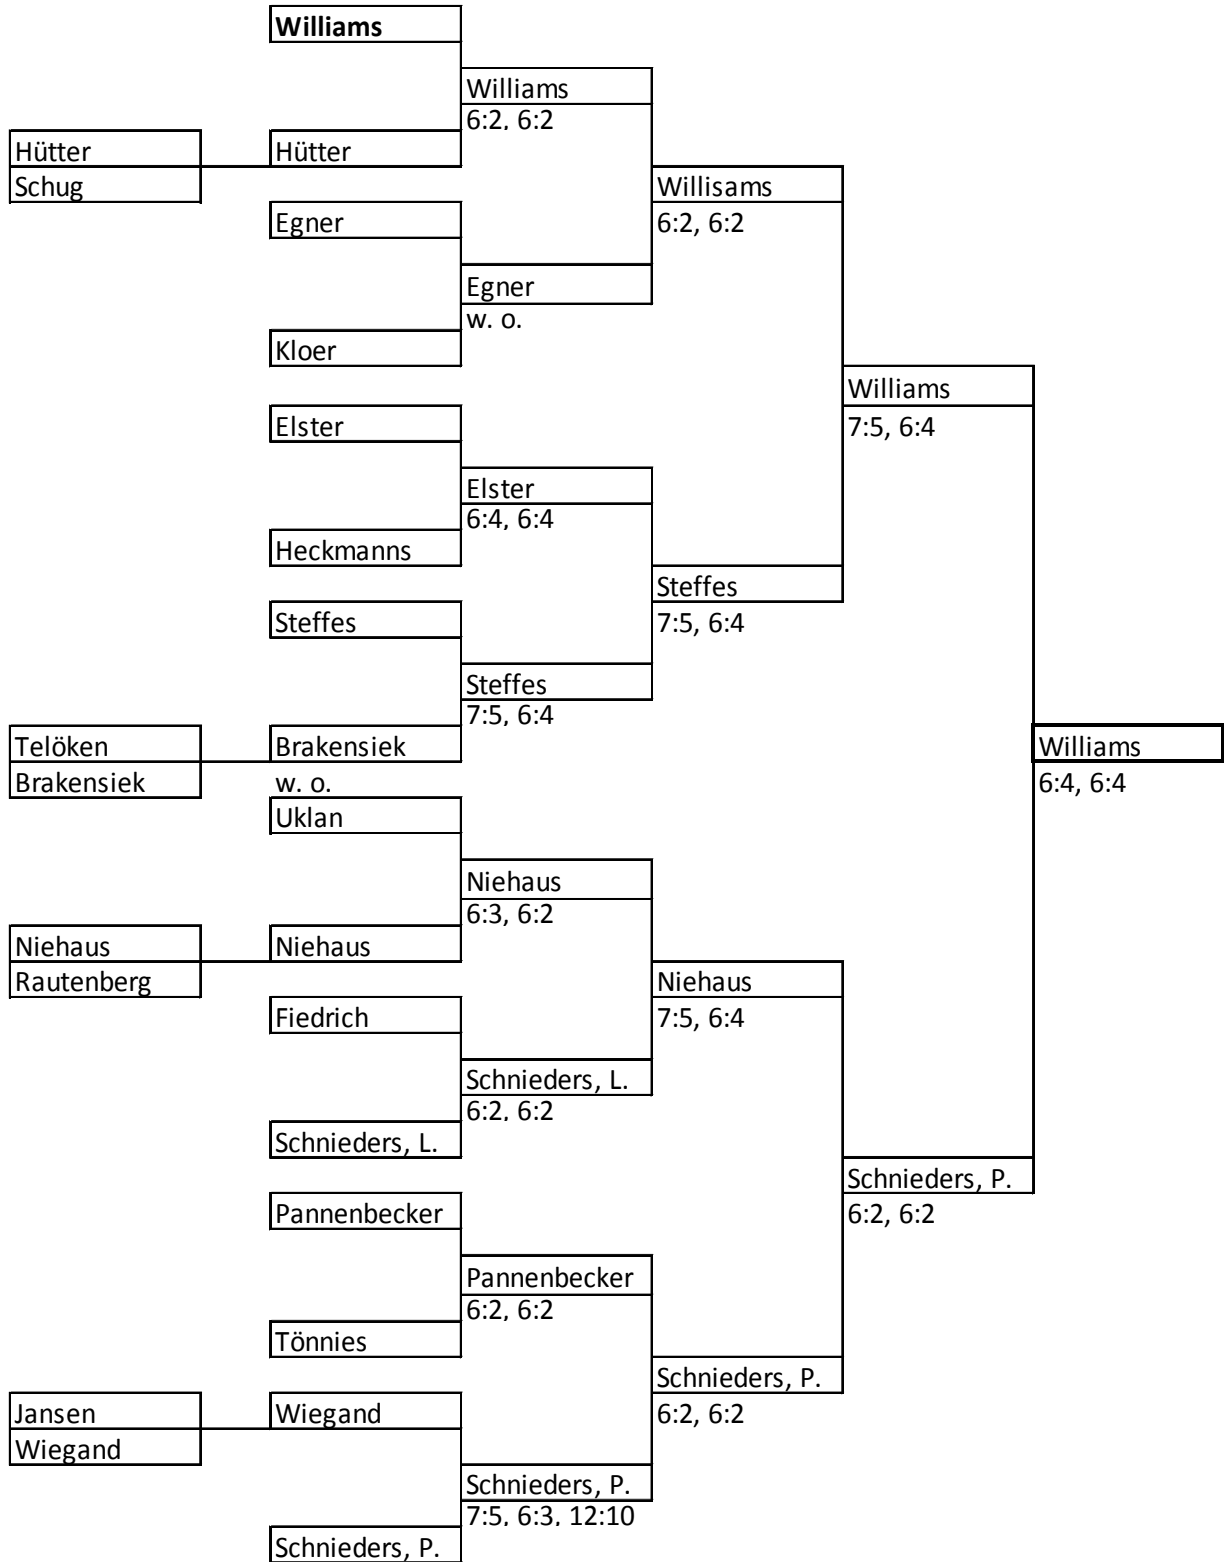 Williams
Williams
6:2, 6:2
Hütter
Hütter
Schug
Willisams
Egner
6:2, 6:2
Egner
w. o.
Kloer
Williams
Elster
7:5, 6:4
Elster
6:4, 6:4
Heckmanns
Steffes
Steffes
7:5, 6:4
Steffes
7:5, 6:4
Telöken
Brakensiek
Williams
Brakensiek
w. o.
6:4, 6:4
Uklan
Niehaus
6:3, 6:2
Niehaus
Niehaus
Rautenberg
Niehaus
Fiedrich
7:5, 6:4
Schnieders, L.
6:2, 6:2
Schnieders, L.
Schnieders, P.
Pannenbecker
6:2, 6:2
Pannenbecker
6:2, 6:2
Tönnies
Schnieders, P.
Jansen
Wiegand
6:2, 6:2
Wiegand
Schnieders, P.
7:5, 6:3, 12:10
Schnieders, P.